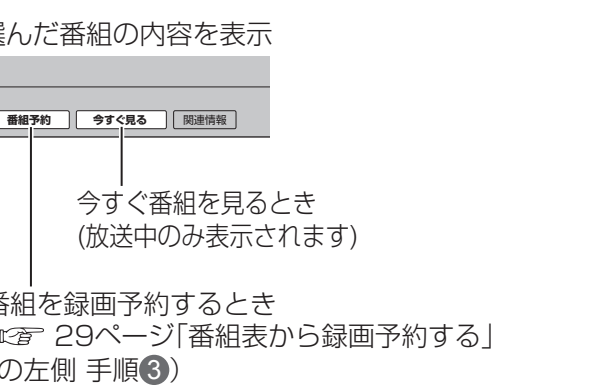 選んだ番組の内容を表示
番組予約 今すぐ見る 関連情報
今すぐ番組を見るとき
(放送中のみ表示されます)
番組を録画予約するとき
☞ 29ページ「番組表から録画予約する」
の左側 手順❸)